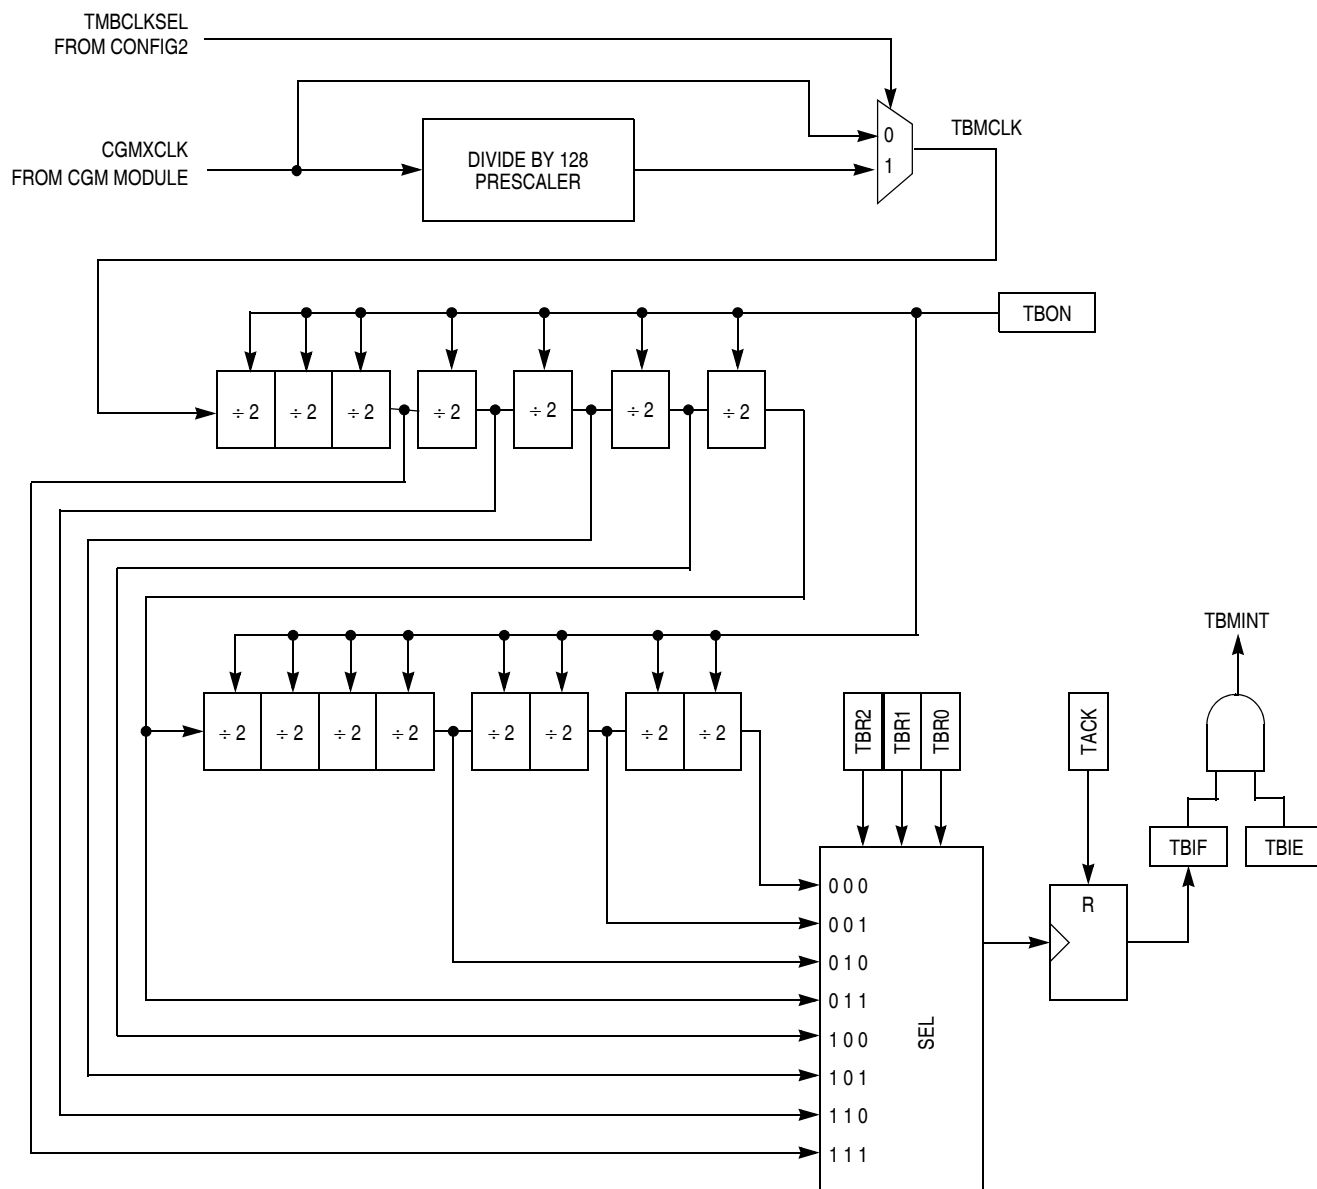 TMBCLKSEL
FROM CONFIG2
CGMXCLK
FROM CGM MODULE
DIVIDE BY 128
PRESCALER
0
1
TBMCLK
TBON
÷ 2
÷ 2
÷ 2
÷ 2
÷ 2
÷ 2
÷ 2
TBMINT
÷ 2
÷ 2
÷ 2
÷ 2
÷ 2
÷ 2
÷ 2
÷ 2
TBR2
TBR1
TBR0
TACK
TBIF
TBIE
R
0 0 0
0 0 1
0 1 0
0 1 1
1 0 0
1 0 1
1 1 0
1 1 1
SEL